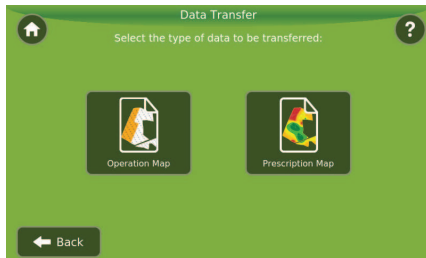 Data Transfer
?
Select the type of data to be transferred:
Operation Map
Prescription Map
Back